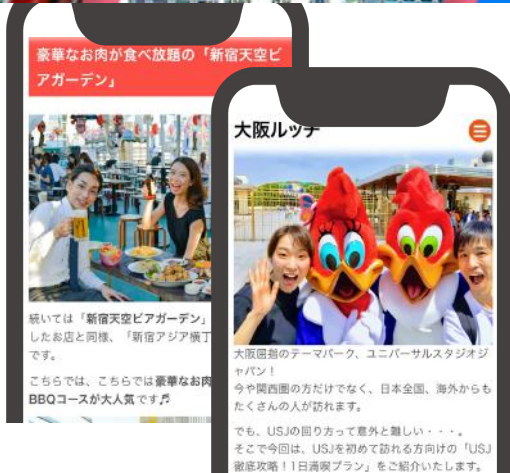 豪華なお肉が食べ放題の「新宿天空ビ
アガーデン」
続いては「新宿天空ビアガーデン」
したお店と同様、「新宿アジア横丁
です。
こちらでは、こちらでは豪華なお肉
BBQコースが大人気です♬
大阪ルッチ
大阪屈指のテーマパーク、ユニバーサルスタジオジ
ャパン！
今や関西圏の方だけでなく、日本全国、海外からも
たくさんの人が訪れます。
でも、USJの回り方って意外と難しい・・・。
そこで今回は、USJを初めて訪れる方向けの「USJ
徹底攻略！1日満喫プラン」をご紹介いたします。